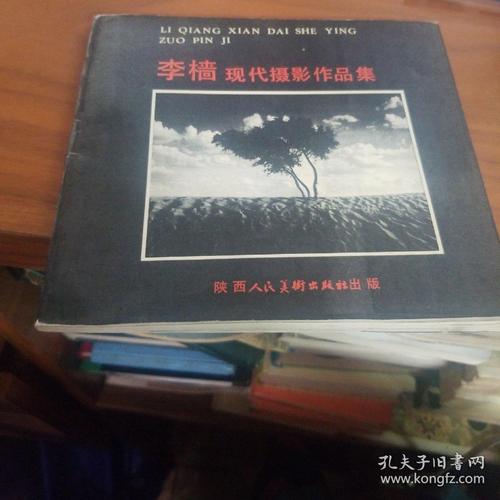 LI QIANG XIAN DAI SHE YING
ZUO PIN JI
李樯 现代摄影作品集
陕西人民美術出版社出版
孔夫子旧书网
www.kongfz.com